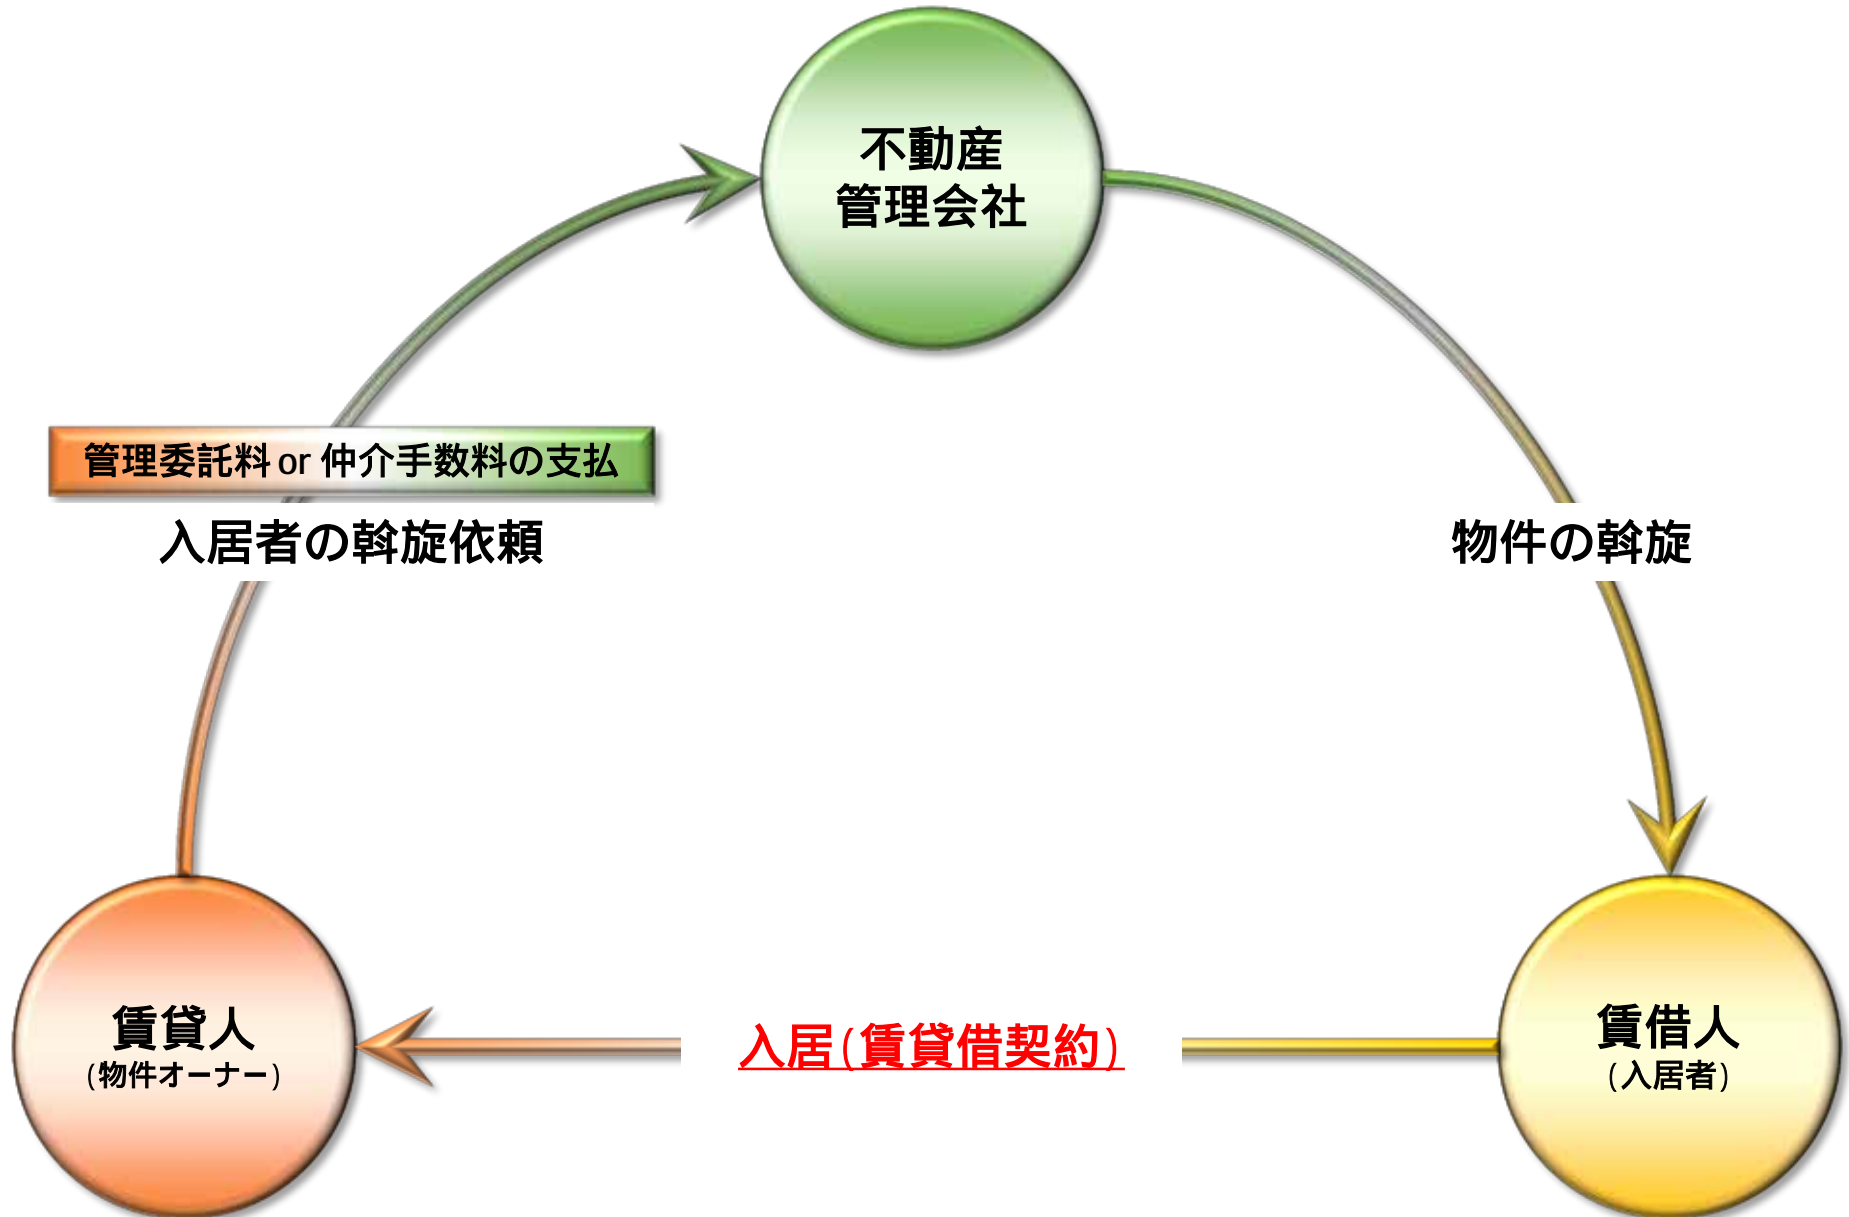 不動産
管理会社
管理委託料 or 仲介手数料の支払
入居者の斡旋依頼
物件の斡旋
賃貸人
(物件オーナー)
入居(賃貸借契約)
賃借人
(入居者)